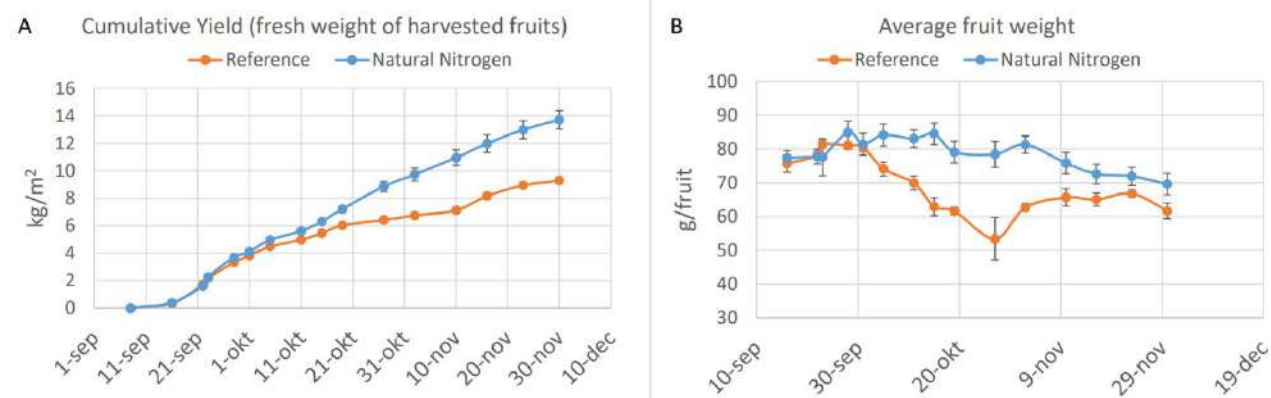 A Cumulative Yield (fresh weight of harvested fruits)
Reference Natural Nitrogen
16
14
12
10
8
6
4
2
0
kg/m²
1-sep
11-sep
21-sep
1-okt
11-okt
21-okt
31-okt
10-nov
20-nov
30-nov
10-dec
B Average fruit weight
Reference Natural Nitrogen
100
90
80
70
60
50
40
30
g/fruit
10-sep
30-sep
20-okt
9-nov
29-nov
19-dec